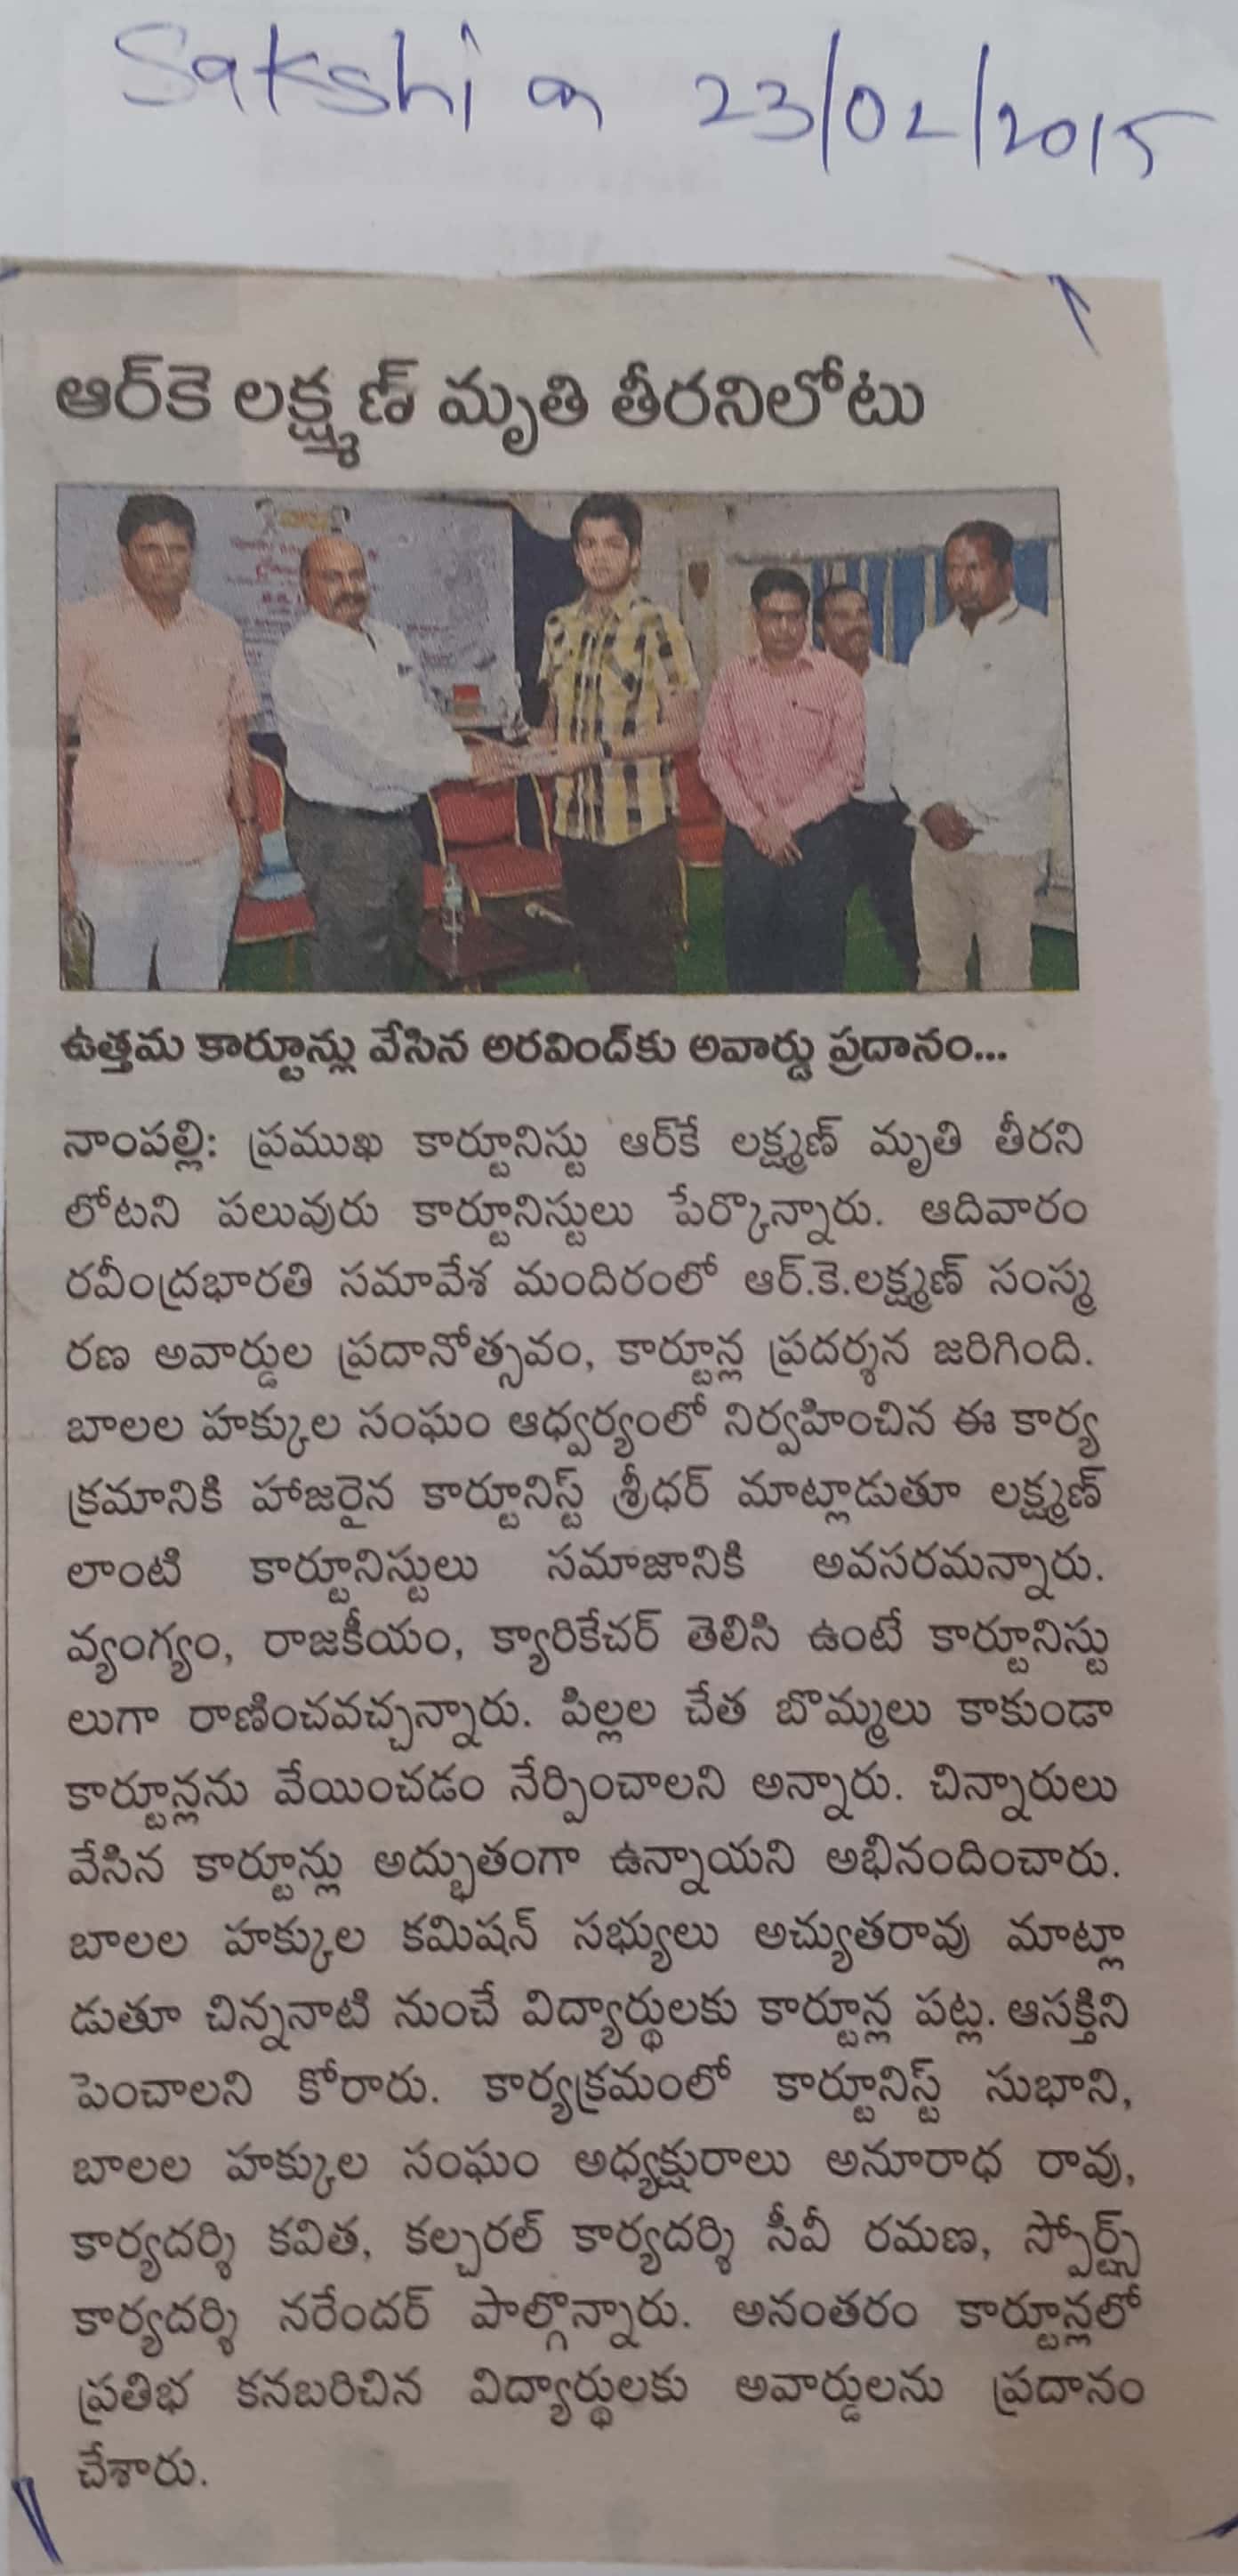 Sakshi on 23/02/2015
ఆర్‌కె లక్ష్మణ్ మృతి తీరనిలోటు
ఉత్తమ కార్టూన్లు వేసిన అరవింద్‌కు అవార్డు ప్రదానం...
నాంపల్లి: ప్రముఖ కార్టూనిస్టు ఆర్‌కే లక్ష్మణ్ మృతి తీరని
లోటని పలువురు కార్టూనిస్టులు పేర్కొన్నారు. ఆదివారం
రవీంద్రభారతి సమావేశ మందిరంలో ఆర్.కె.లక్ష్మణ్ సంస్మ
రణ అవార్డుల ప్రదానోత్సవం, కార్టూన్ల ప్రదర్శన జరిగింది.
బాలల హక్కుల సంఘం ఆధ్వర్యంలో నిర్వహించిన ఈ కార్య
క్రమానికి హాజరైన కార్టూనిస్ట్ శ్రీధర్ మాట్లాడుతూ లక్ష్మణ్
లాంటి కార్టూనిస్టులు సమాజానికి అవసరమన్నారు.
వ్యంగ్యం, రాజకీయం, క్యారికేచర్ తెలిసి ఉంటే కార్టూనిస్టు
లుగా రాణించవచ్చన్నారు. పిల్లల చేత బొమ్మలు కాకుండా
కార్టూన్లను వేయించడం నేర్పించాలని అన్నారు. చిన్నారులు
వేసిన కార్టూన్లు అద్భుతంగా ఉన్నాయని అభినందించారు.
బాలల హక్కుల కమిషన్ సభ్యులు అచ్యుతరావు మాట్లా
డుతూ చిన్ననాటి నుంచే విద్యార్థులకు కార్టూన్ల పట్ల. ఆసక్తిని
పెంచాలని కోరారు. కార్యక్రమంలో కార్టూనిస్ట్ సుభాని,
బాలల హక్కుల సంఘం అధ్యక్షురాలు అనూరాధ రావు,
కార్యదర్శి కవిత, కల్చరల్ కార్యదర్శి సీవీ రమణ, స్పోర్ట్స్
కార్యదర్శి నరేందర్ పాల్గొన్నారు. అనంతరం కార్టూన్లలో
ప్రతిభ కనబరిచిన విద్యార్థులకు అవార్డులను ప్రదానం
చేశారు.